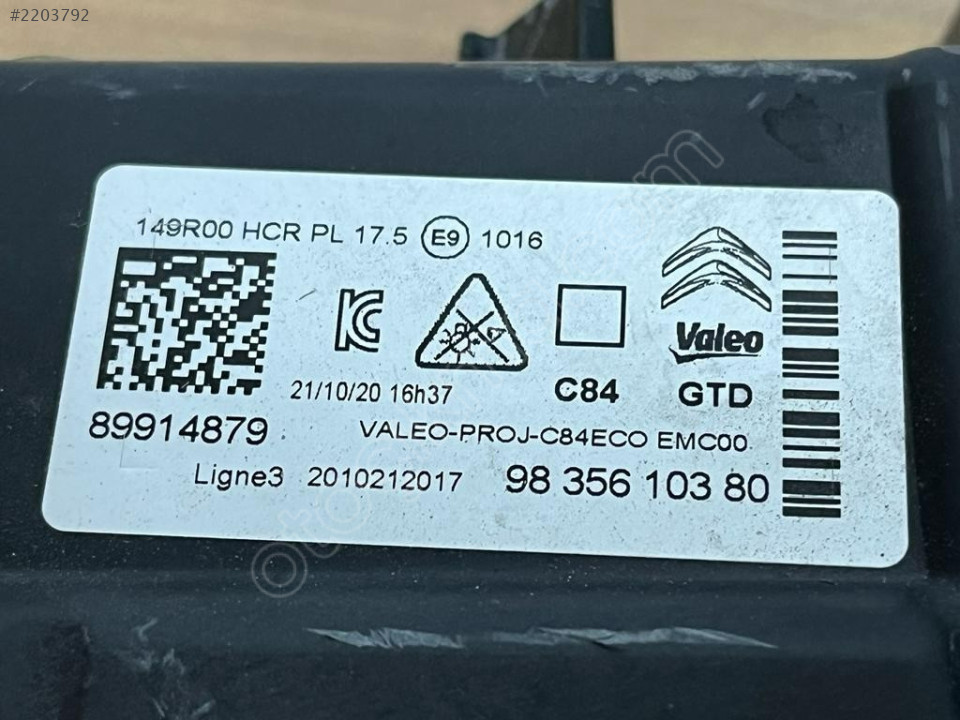 #2203792
149R00 HCR PL 17.5 E9 1016
KC
Valeo
21/10/20 16h37
C84
GTD
89914879
VALEO-PROJ-C84ECO EMC00
Ligne3 2010212017
98 356 103 80